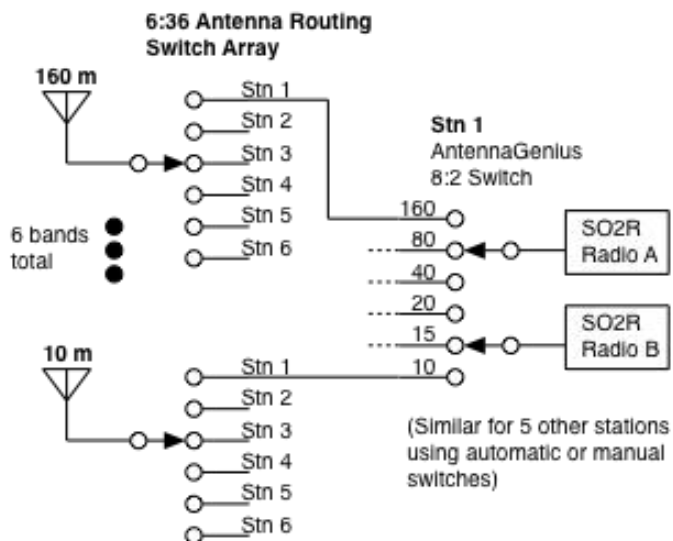 6:36 Antenna Routing
Switch Array
160 m
Stn 1
Stn 2
Stn 3
Stn 4
Stn 5
Stn 6
6 bands
total
Stn 1
AntennaGenius
8:2 Switch
160
80
40
20
15
10
SO2R
Radio A
SO2R
Radio B
10 m
Stn 1
Stn 2
Stn 3
Stn 4
Stn 5
Stn 6
(Similar for 5 other stations
using automatic or manual
switches)